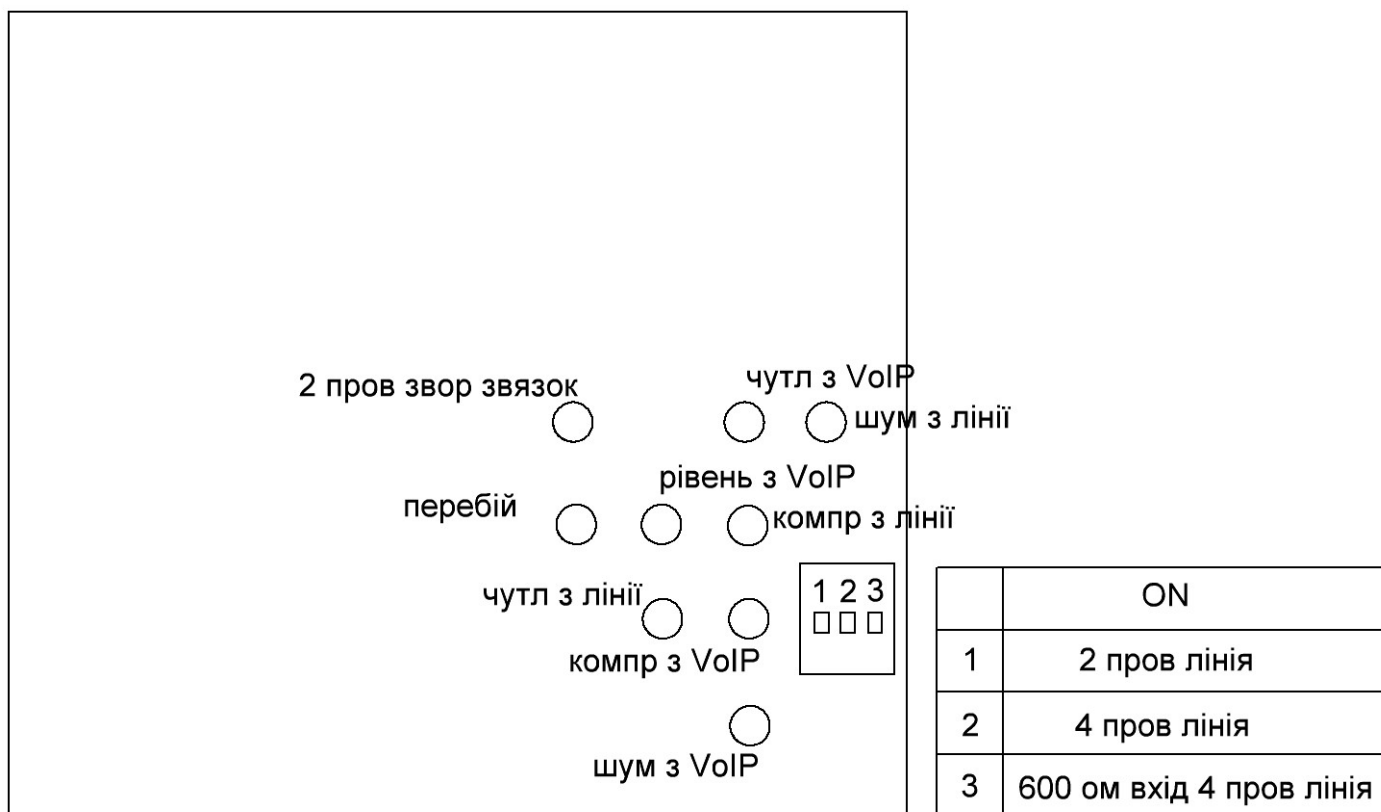 2 пров звор звязок
чутл з VoIP
шум з лінії
рівень з VoIP
перебій
компр з лінії
чутл з лінії
1 2 3
компр з VoIP
шум з VoIP
ON
1 2 пров лінія
2 4 пров лінія
3 600 ом вхід 4 пров лінія